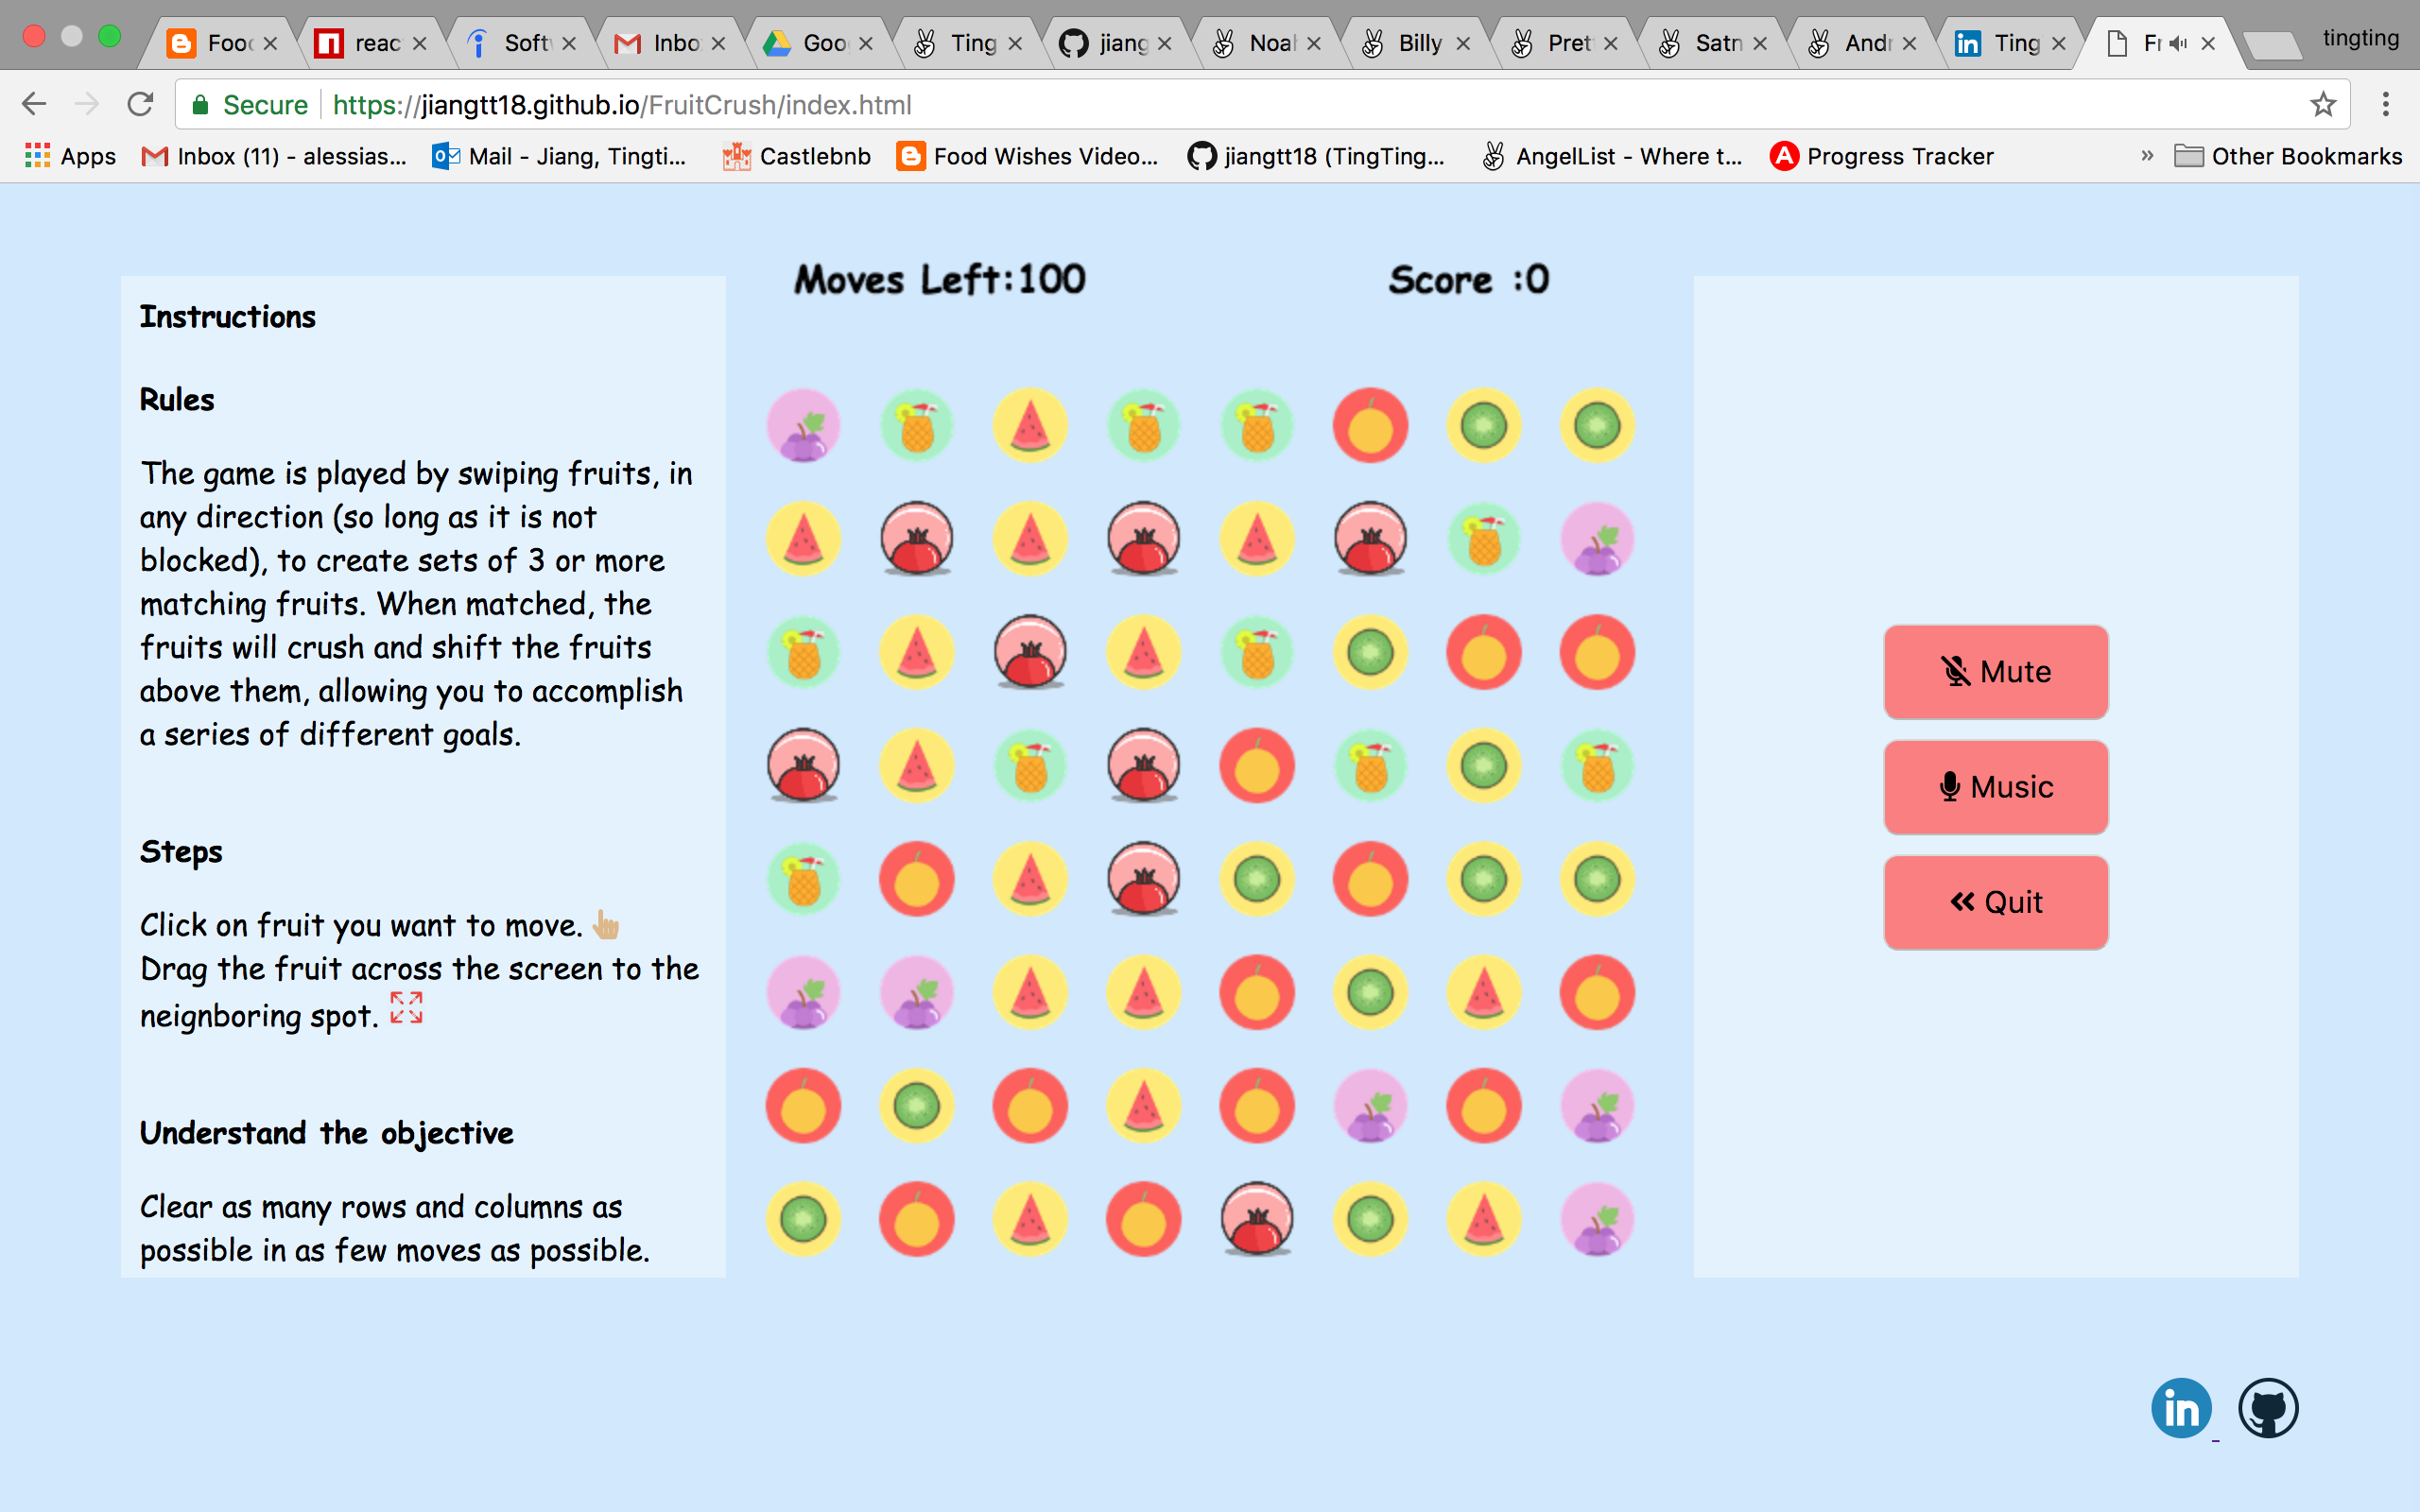 Food
reac
Soft
Inbo
Goo
Ting
jiang
Noah
Billy
Pret
Satn
Andr
Ting
Fr
tingting
Secure https://jiangtt18.github.io/FruitCrush/index.html
Apps
Inbox (11) - alessias...
Mail - Jiang, Tingti...
Castlebnb
Food Wishes Video...
jiangtt18 (TingTing...
AngelList - Where t...
Progress Tracker
» Other Bookmarks
Moves Left:100
Score :0
Instructions
Rules
The game is played by swiping fruits, in
any direction (so long as it is not
blocked), to create sets of 3 or more
matching fruits. When matched, the
fruits will crush and shift the fruits
above them, allowing you to accomplish
a series of different goals.
Steps
Click on fruit you want to move.
Drag the fruit across the screen to the
neignboring spot.
Understand the objective
Clear as many rows and columns as
possible in as few moves as possible.
Mute
Music
Quit
in